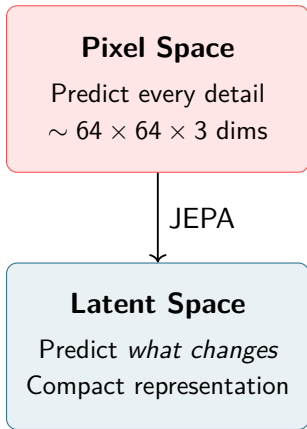 Pixel Space
Predict every detail
∼ 64 × 64 × 3 dims
JEPA
Latent Space
Predict what changes
Compact representation